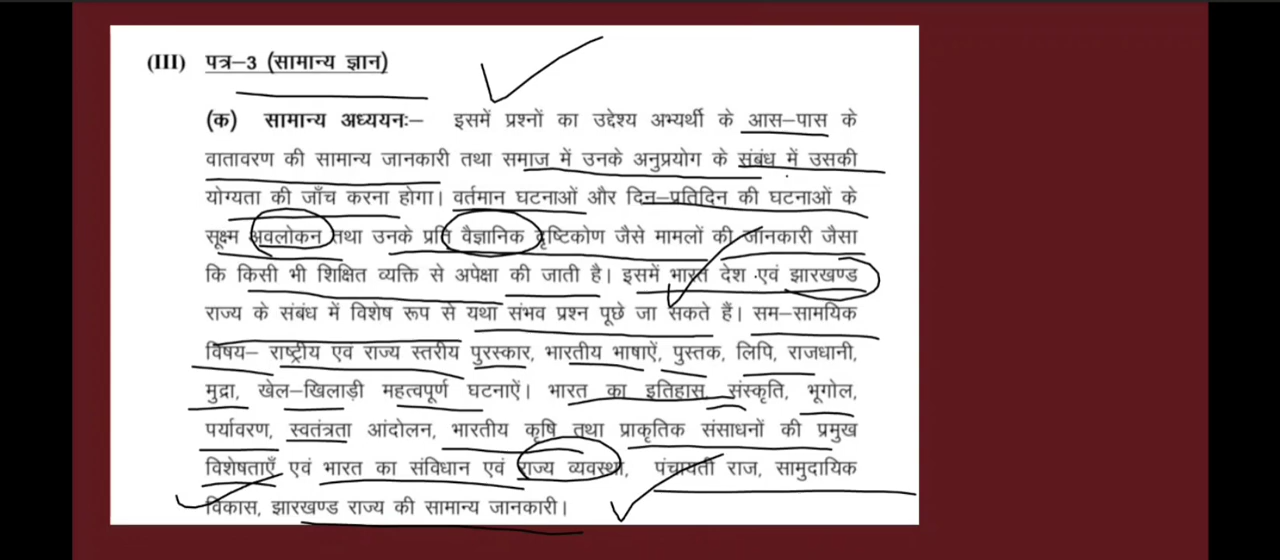 (III) पत्र–3 (सामान्य ज्ञान)
(क) सामान्य अध्ययनः– इसमें प्रश्नों का उद्देश्य अभ्यर्थी के आस–पास के
वातावरण की सामान्य जानकारी तथा समाज में उनके अनुप्रयोग के संबंध में उसकी
योग्यता की जाँच करना होगा। वर्तमान घटनाओं और दिन–प्रतिदिन की घटनाओं के
सूक्ष्म अवलोकन तथा उनके प्रति वैज्ञानिक दृष्टिकोण जैसे मामलों की जानकारी जैसा
कि किसी भी शिक्षित व्यक्ति से अपेक्षा की जाती है। इसमें भारत देश एवं झारखण्ड
राज्य के संबंध में विशेष रूप से यथा संभव प्रश्न पूछे जा सकते हैं। सम–सामयिक
विषय– राष्ट्रीय एवं राज्य स्तरीय पुरस्कार, भारतीय भाषाऐं, पुस्तक, लिपि, राजधानी,
मुद्रा, खेल–खिलाड़ी महत्वपूर्ण घटनाऐं। भारत का इतिहास, संस्कृति, भूगोल,
पर्यावरण, स्वतंत्रता आंदोलन, भारतीय कृषि तथा प्राकृतिक संसाधनों की प्रमुख
विशेषताएँ एवं भारत का संविधान एवं राज्य व्यवस्था, पंचायती राज, सामुदायिक
विकास, झारखण्ड राज्य की सामान्य जानकारी।